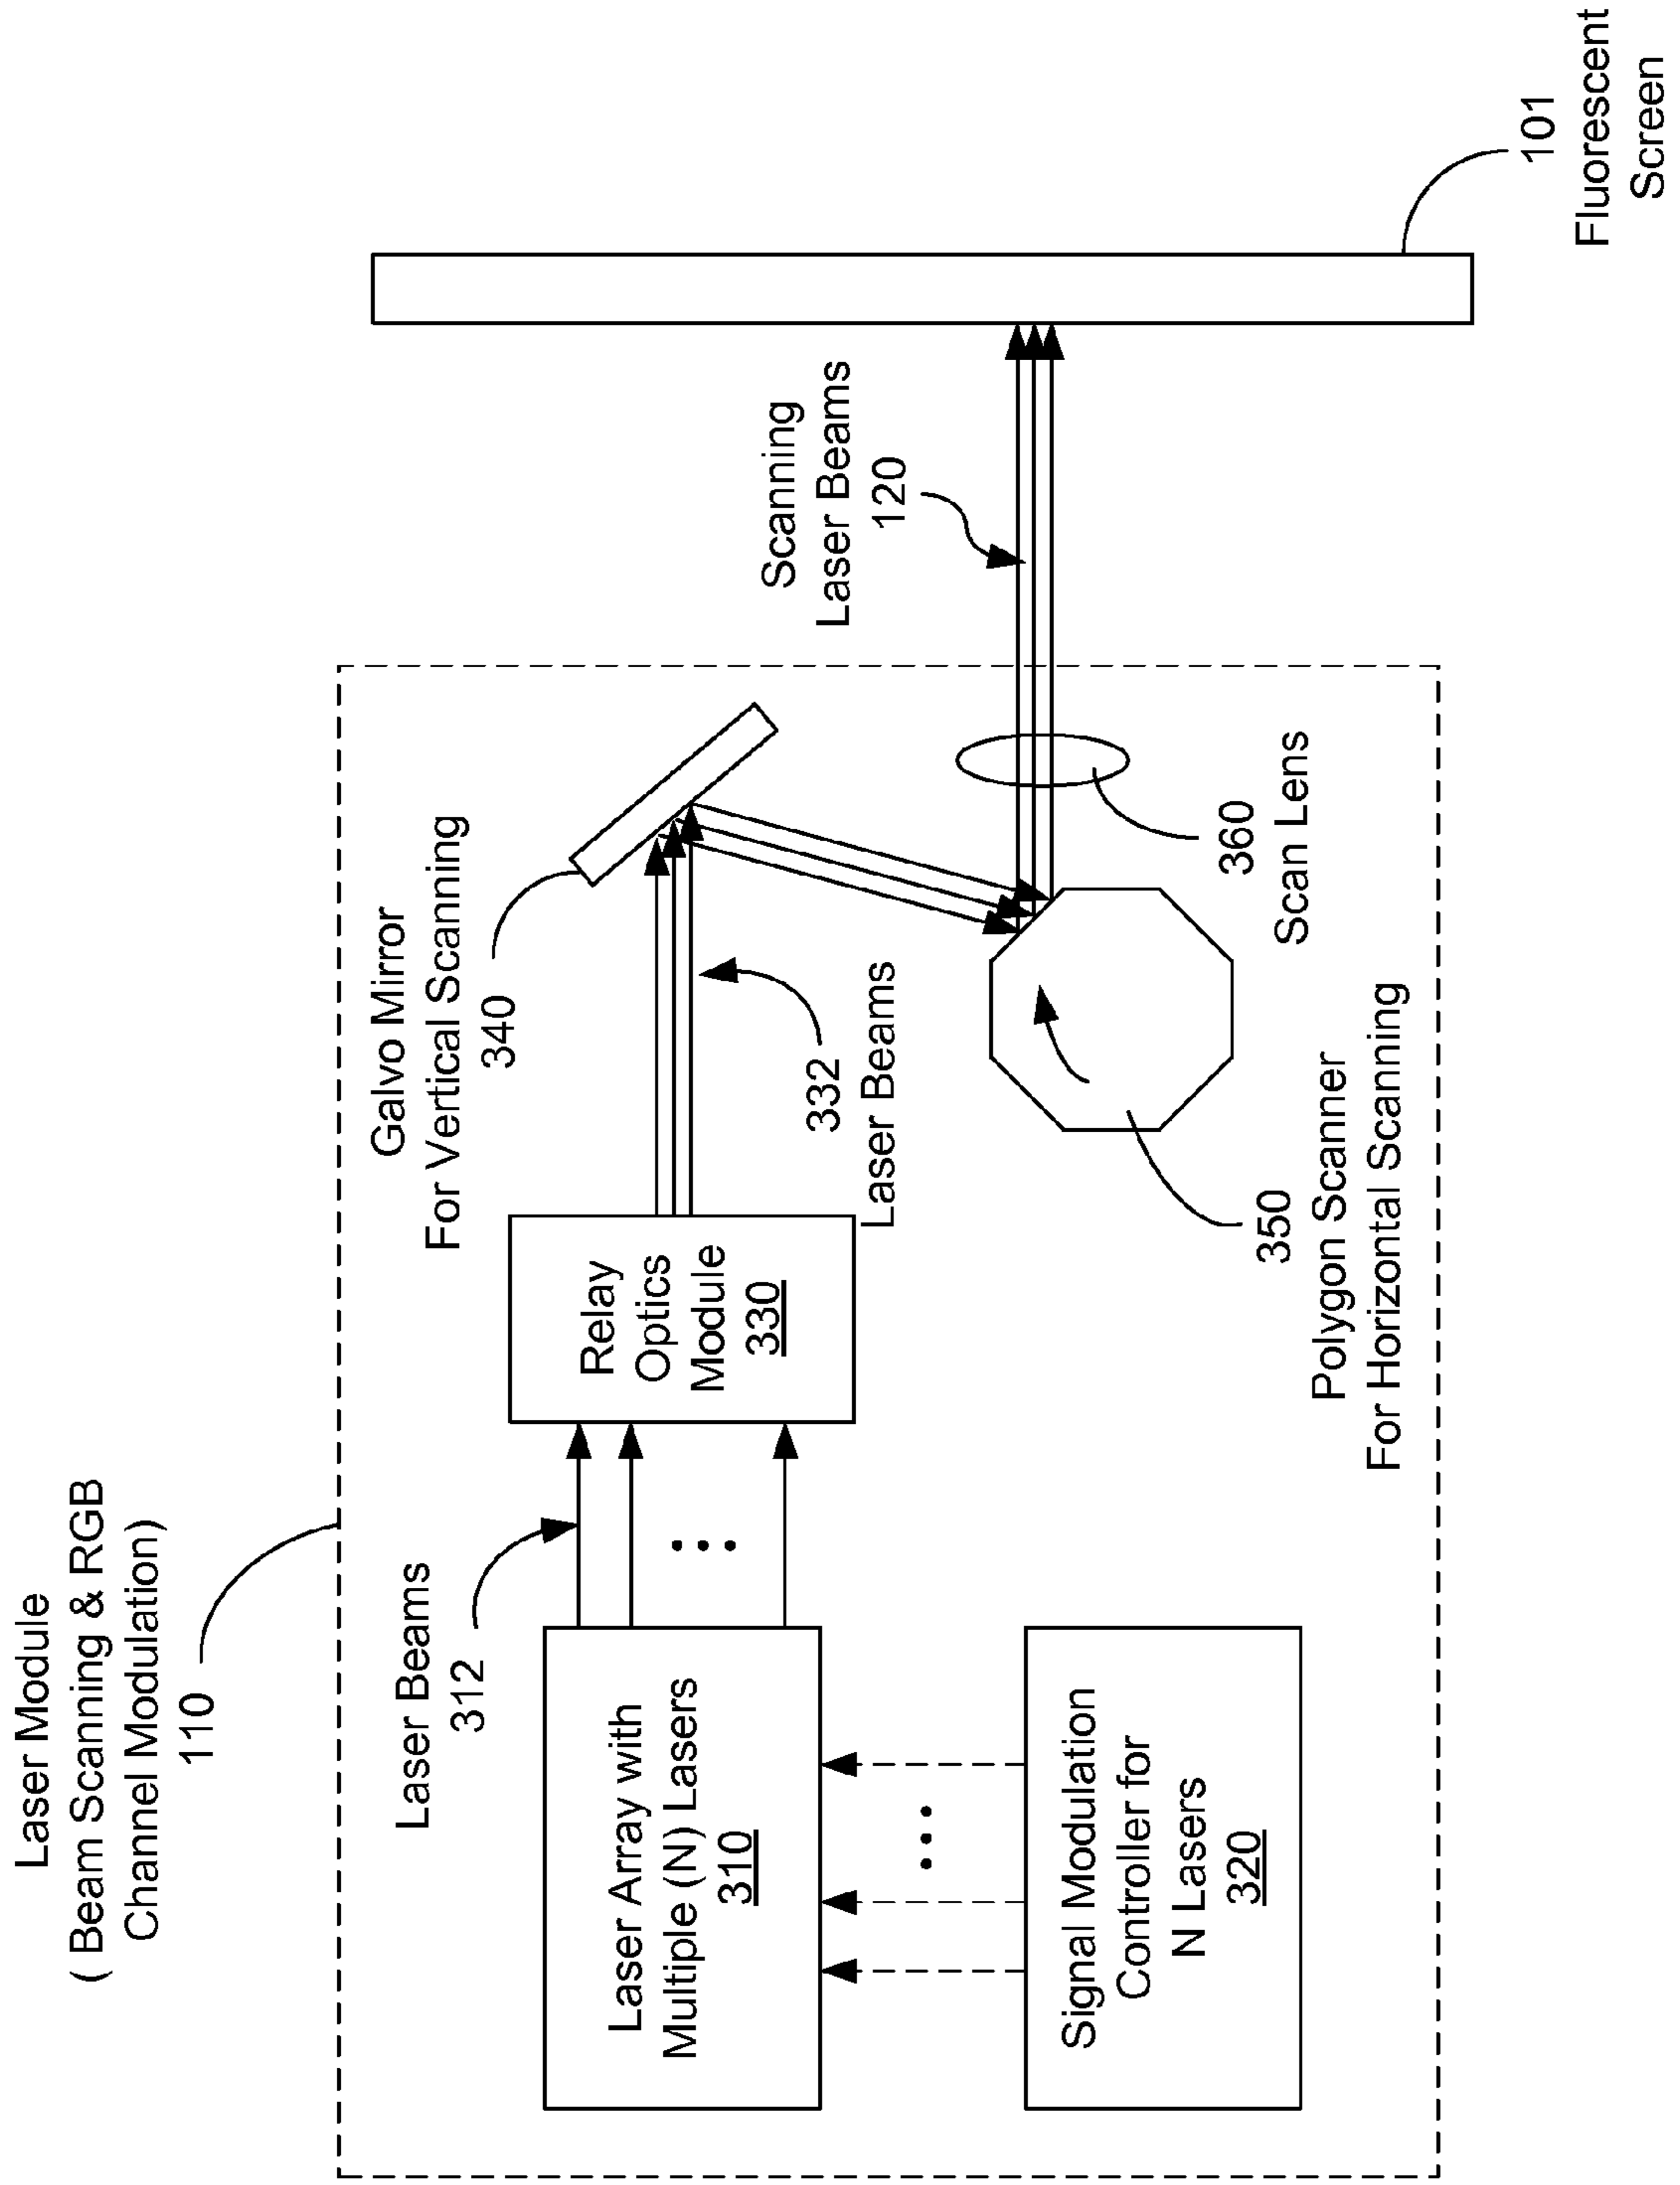 Laser Module
( Beam Scanning & RGB
Channel Modulation)
110
Laser Beams
312
Laser Array with
Multiple (N) Lasers
310
Signal Modulation
Controller for
N Lasers
320
Relay
Optics
Module
330
Galvo Mirror
For Vertical Scanning
340
332
Laser Beams
350
Polygon Scanner
For Horizontal Scanning
360
Scan Lens
Scanning
Laser Beams
120
101
Fluorescent
Screen